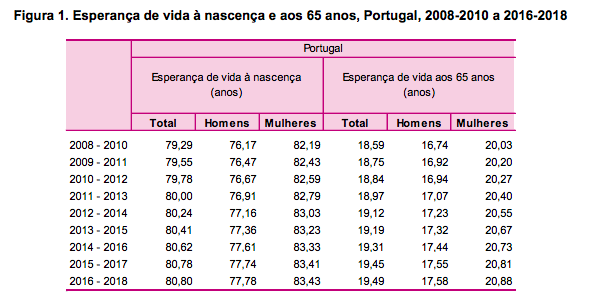 Figura 1. Esperança de vida à nascença e aos 65 anos, Portugal, 2008-2010 a 2016-2018
Portugal
Esperança de vida à nascença (anos) Esperança de vida aos 65 anos (anos)
Total Homens Mulheres Total Homens Mulheres
2008 - 2010 79,29 76,17 82,19 18,59 16,74 20,03
2009 - 2011 79,55 76,47 82,43 18,75 16,92 20,20
2010 - 2012 79,78 76,67 82,59 18,84 16,94 20,27
2011 - 2013 80,00 76,91 82,79 18,97 17,07 20,40
2012 - 2014 80,24 77,16 83,03 19,12 17,23 20,55
2013 - 2015 80,41 77,36 83,23 19,19 17,32 20,67
2014 - 2016 80,62 77,61 83,33 19,31 17,44 20,73
2015 - 2017 80,78 77,74 83,41 19,45 17,55 20,81
2016 - 2018 80,80 77,78 83,43 19,49 17,58 20,88